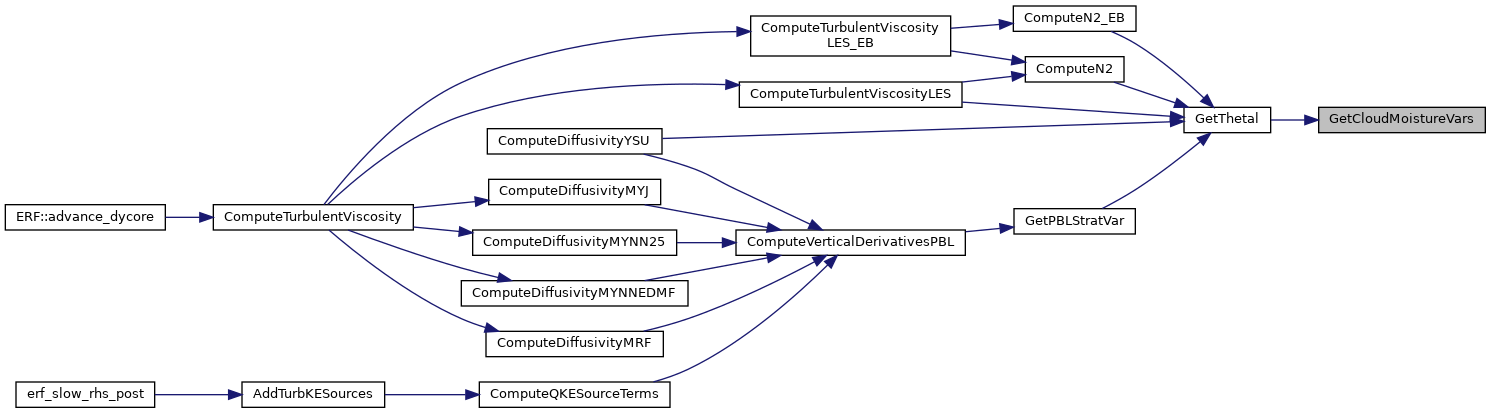 ComputeN2_EB
ComputeTurbulentViscosity
LES_EB
ComputeN2
ComputeTurbulentViscosityLES
GetThetal
GetCloudMoistureVars
ComputeDiffusivityYSU
ComputeDiffusivityMYJ
ERF::advance_dycore
ComputeTurbulentViscosity
GetPBLStratVar
ComputeDiffusivityMYNN25
ComputeVerticalDerivativesPBL
ComputeDiffusivityMYNNEDMF
ComputeDiffusivityMRF
erf_slow_rhs_post
AddTurbKESources
ComputeQKESourceTerms